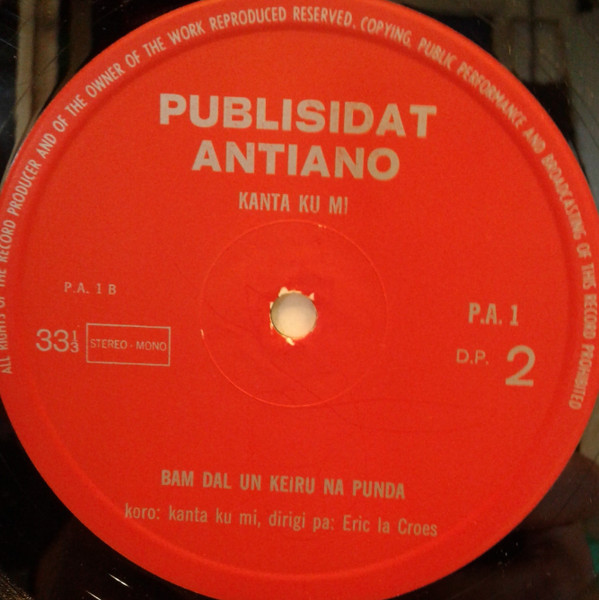 ALL RIGHTS OF THE RECORD PRODUCER AND OF THE OWNER OF THE WORK REPRODUCED RESERVED. COPYING, PUBLIC PERFORMANCE AND BROADCASTING OF THIS RECORD PROHIBITED
PUBLISIDAT
ANTIANO
KANTA KU MI
P.A. 1 B
P.A. 1
33⅓ STEREO - MONO
D.P. 2
BAM DAL UN KEIRU NA PUNDA
koro: kanta ku mi, dirigi pa: Eric la Croes